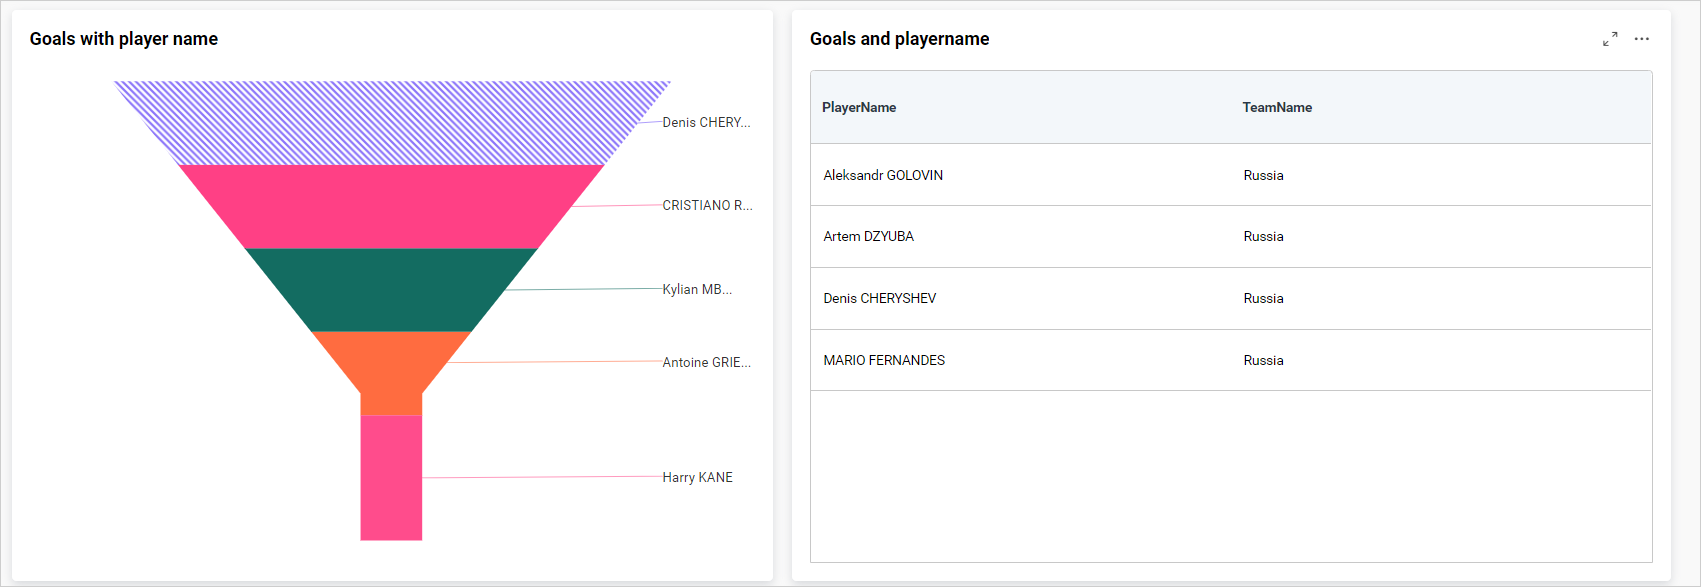 Goals with player name
Denis CHERY...
CRISTIANO R...
Kylian MB...
Antoine GRIE...
Harry KANE
Goals and playername
PlayerName TeamName
Aleksandr GOLOVIN Russia
Artem DZYUBA Russia
Denis CHERYSHEV Russia
MARIO FERNANDES Russia